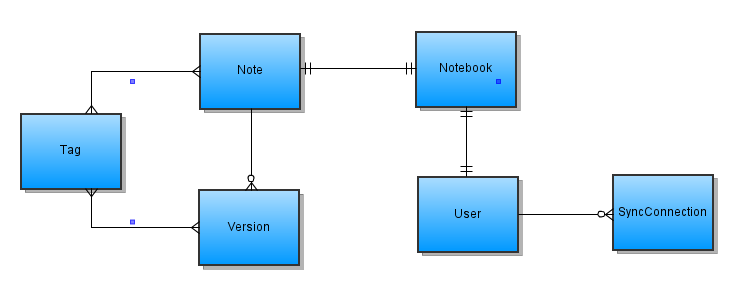 Note
Notebook
Tag
User
SyncConnection
Version